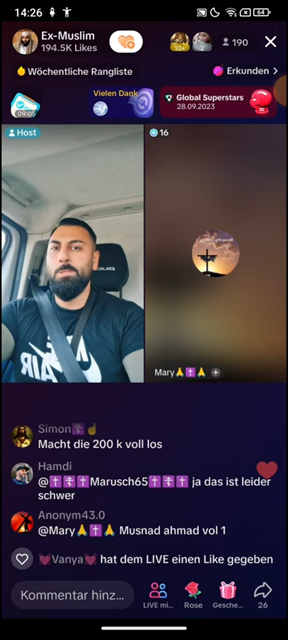 14:26
64
Ex-Muslim
194.5K Likes
10+
190
Wöchentliche Rangliste
Erkunden >
09:05
Vielen Dank
Global Superstars
28.09.2023
Host
16
Mary🙏✝️🙏 +
Simon☦️☝️
Macht die 200 k voll los
Hamdi
@✝️☦️✝️Marusch65✝️☦️✝️ ja das ist leider
schwer
Anonym43.0
@Mary🙏✝️🙏 Musnad ahmad vol 1
💓Vanya💓 hat dem LIVE einen Like gegeben
Kommentar hinz...
LIVE mi...
Rose
Gesche...
26